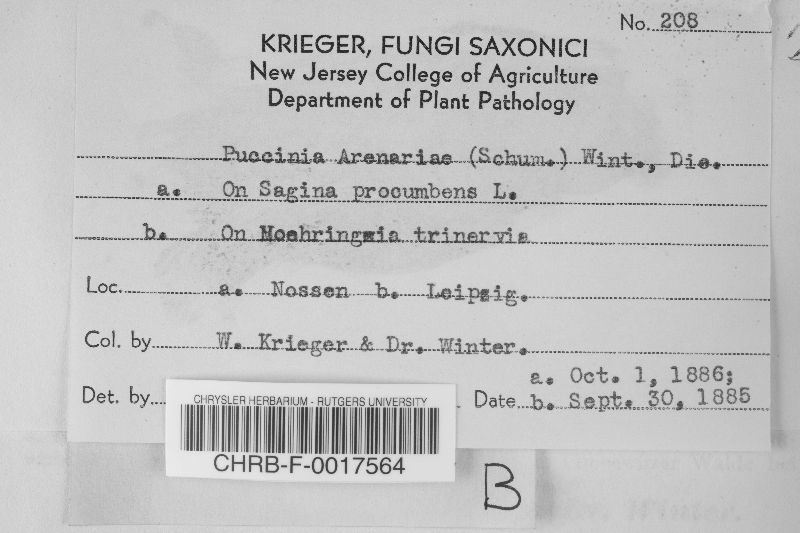 No. 208
KRIEGER, FUNGI SAXONICI
New Jersey College of Agriculture
Department of Plant Pathology
Puccinia Arenariae (Schum.) Wint., Die.
a. On Sagina procumbens L.
b. On Moehringia trinervia
Loc. a. Nossen b. Leipzig.
Col. by W. Krieger & Dr. Winter.
a. Oct. 1, 1886;
Det. by Date b. Sept. 30, 1885
CHRYSLER HERBARIUM - RUTGERS UNIVERSITY
CHRB-F-0017564
B